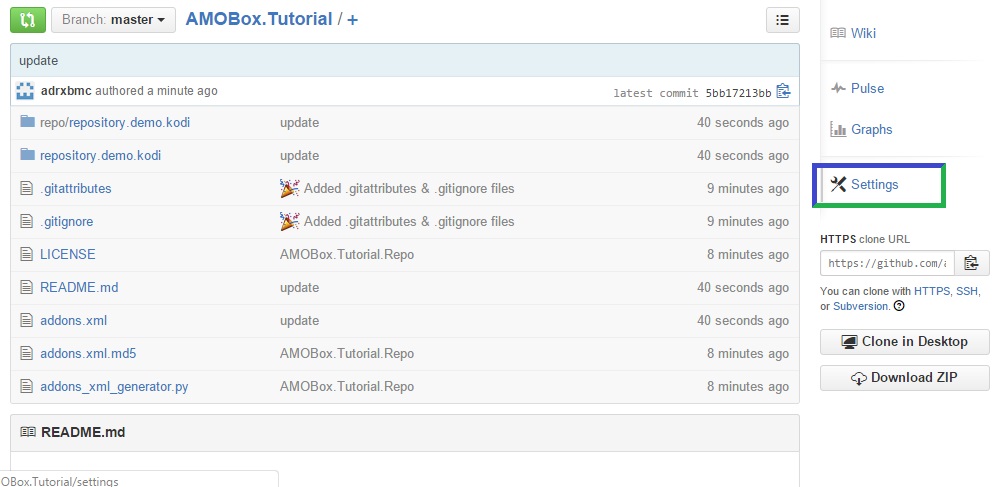 Branch: master AMOBox.Tutorial / +
update
adrxbmc authored a minute ago latest commit 5bb17213bb
repo/repository.demo.kodi update 40 seconds ago
repository.demo.kodi update 40 seconds ago
.gitattributes Added .gitattributes & .gitignore files 9 minutes ago
.gitignore Added .gitattributes & .gitignore files 9 minutes ago
LICENSE AMOBox.Tutorial.Repo 8 minutes ago
README.md update 40 seconds ago
addons.xml update 40 seconds ago
addons.xml.md5 AMOBox.Tutorial.Repo 8 minutes ago
addons_xml_generator.py AMOBox.Tutorial.Repo 8 minutes ago
README.md
OBox.Tutorial/settings
Wiki
Pulse
Graphs
Settings
HTTPS clone URL
https://github.com/a
You can clone with HTTPS, SSH,
or Subversion.
Clone in Desktop
Download ZIP